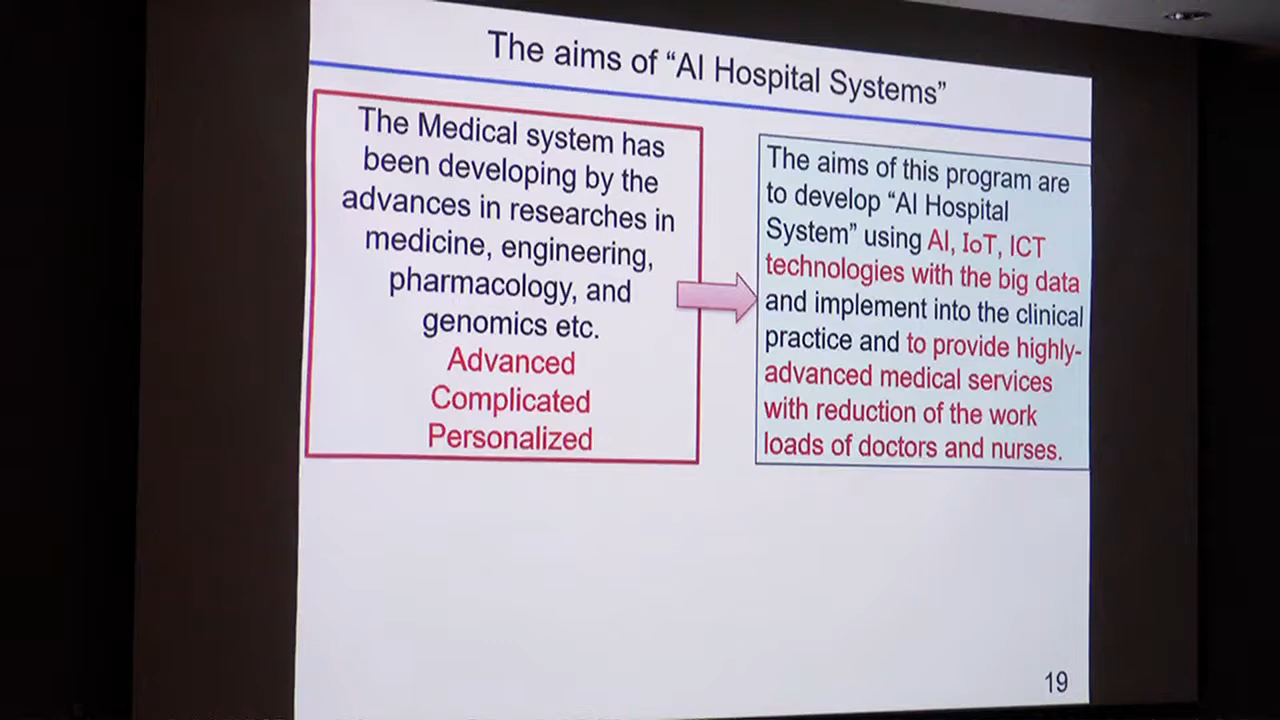 The aims of “AI Hospital Systems”
The Medical system has
been developing by the
advances in researches in
medicine, engineering,
pharmacology, and
genomics etc.
Advanced
Complicated
Personalized
The aims of this program are
to develop “AI Hospital
System” using AI, IoT, ICT
technologies with the big data
and implement into the clinical
practice and to provide highly-
advanced medical services
with reduction of the work
loads of doctors and nurses.
19